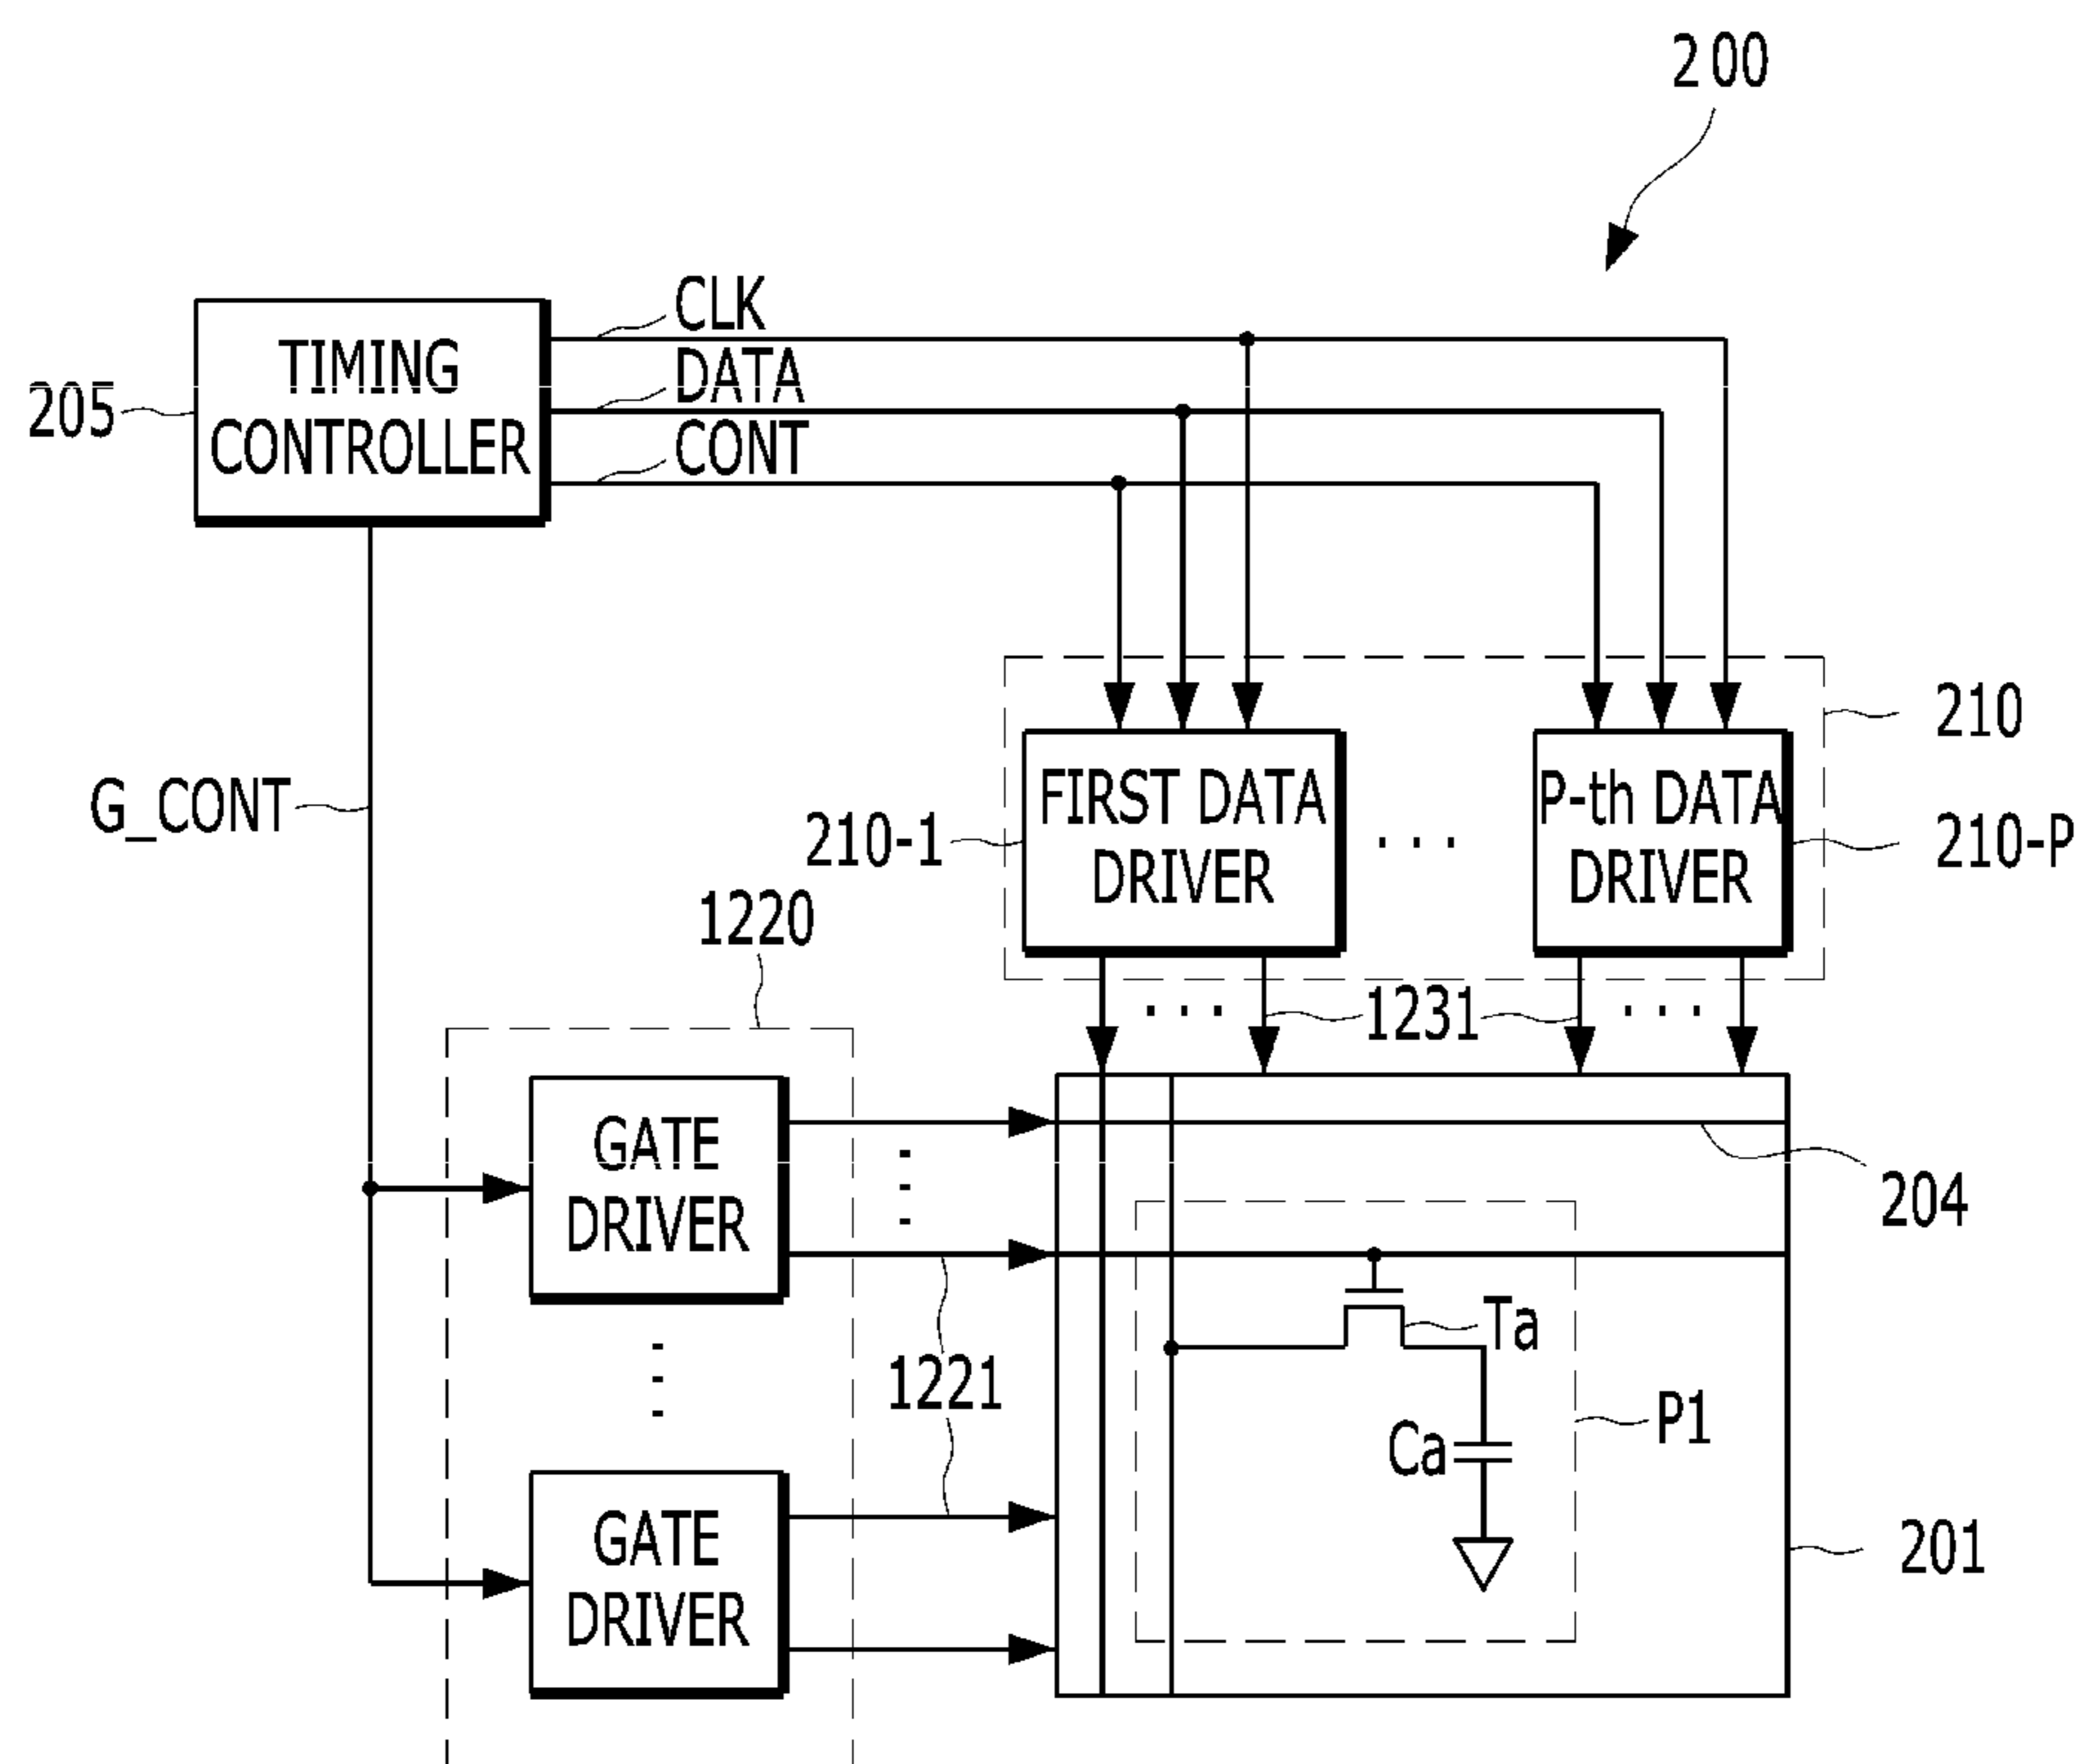 200
CLK
TIMING
CONTROLLER
DATA
205
CONT
210
G_CONT
FIRST DATA
DRIVER
210-1
. . .
P-th DATA
DRIVER
210-P
1220
. . .
1231
. . .
GATE
DRIVER
204
1221
Ta
P1
Ca
GATE
DRIVER
201